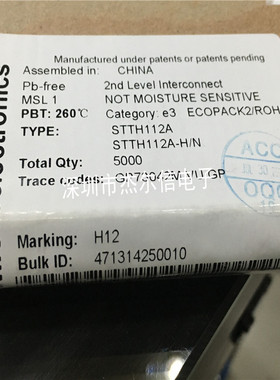 Manufactured under patents or patents pending
Assembled in: CHINA
Pb-free 2nd Level Interconnect
MSL 1 NOT MOISTURE SENSITIVE
PBT: 260℃ Category: e3 ECOPACK2/ROH
TYPE: STTH112A
STTH112A-H/N
Total Qty: 5000
Trace codes:
深圳市杰尔信电子
Marking: H12
Bulk ID: 471314250010
ectronics